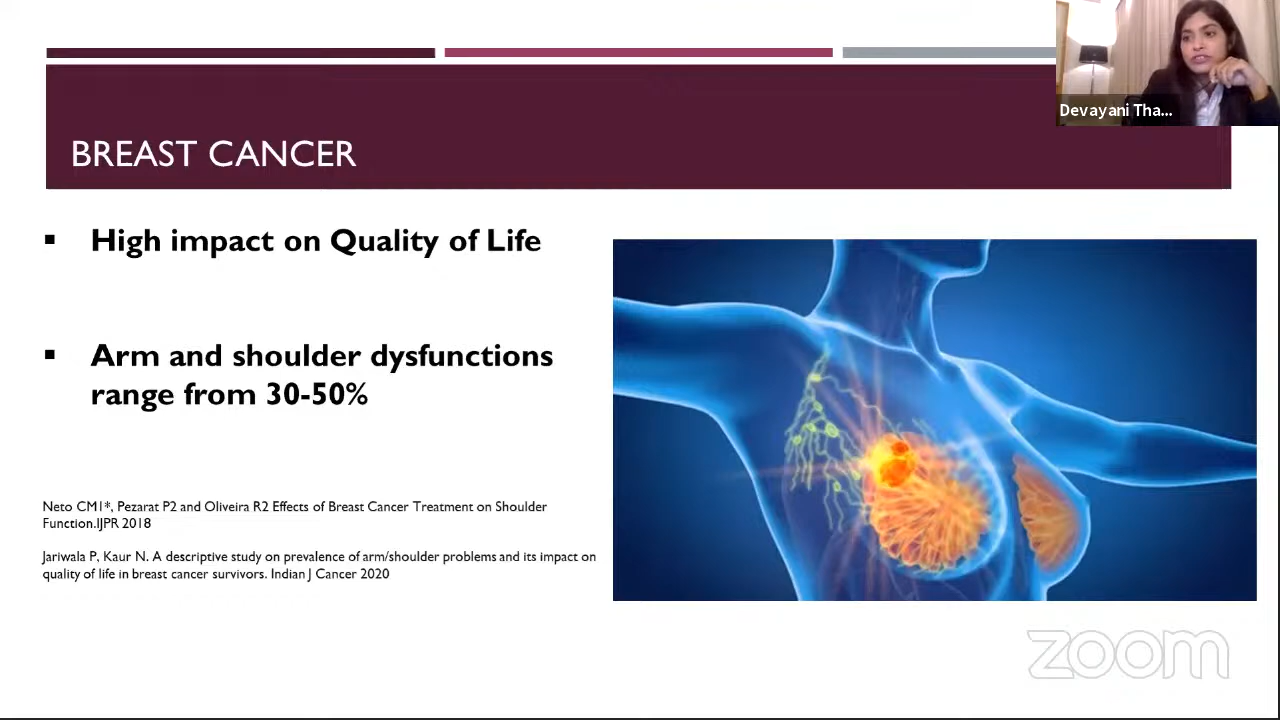 Devayani Tha...
BREAST CANCER
▪ High impact on Quality of Life
▪ Arm and shoulder dysfunctions
range from 30-50%
Neto CM1*, Pezarat P2 and Oliveira R2 Effects of Breast Cancer Treatment on Shoulder
Function.IJPR 2018
Jariwala P, Kaur N. A descriptive study on prevalence of arm/shoulder problems and its impact on
quality of life in breast cancer survivors. Indian J Cancer 2020
zoom